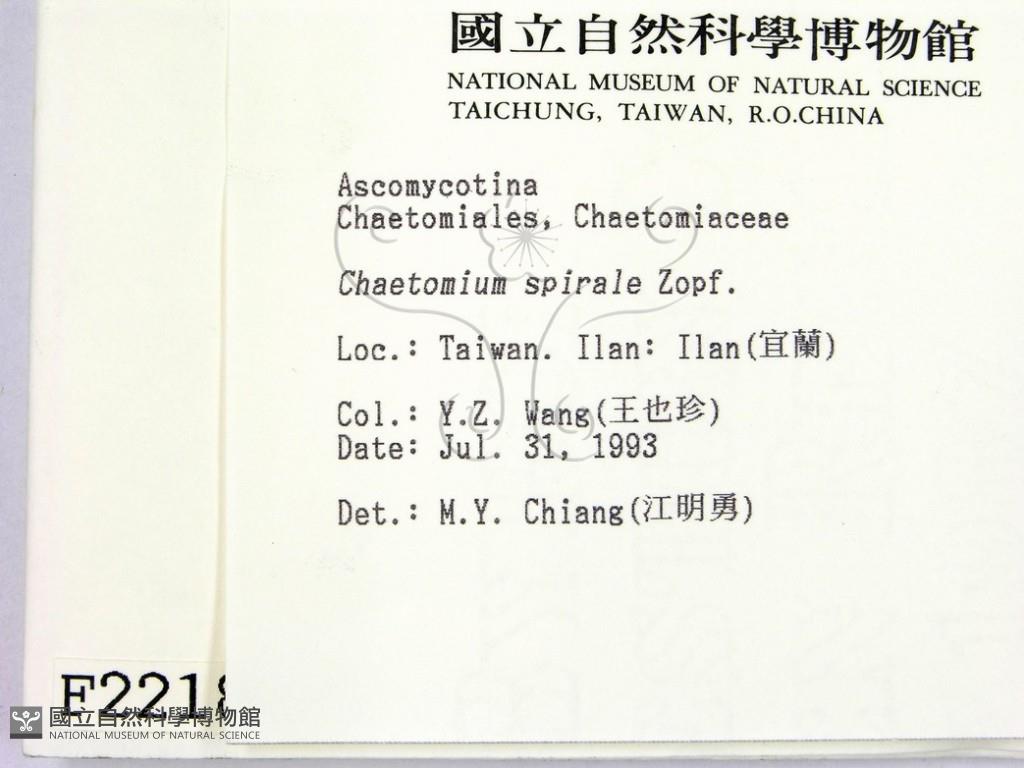 國立自然科學博物館
NATIONAL MUSEUM OF NATURAL SCIENCE
TAICHUNG, TAIWAN, R.O.CHINA
Ascomycotina
Chaetomiales, Chaetomiaceae
Chaetomium spirale Zopf.
Loc.: Taiwan. Ilan: Ilan(宜蘭)
Col.: Y.Z. Wang(王也珍)
Date: Jul. 31, 1993
Det.: M.Y. Chiang(江明勇)
國立自然科學博物館
NATIONAL MUSEUM OF NATURAL SCIENCE